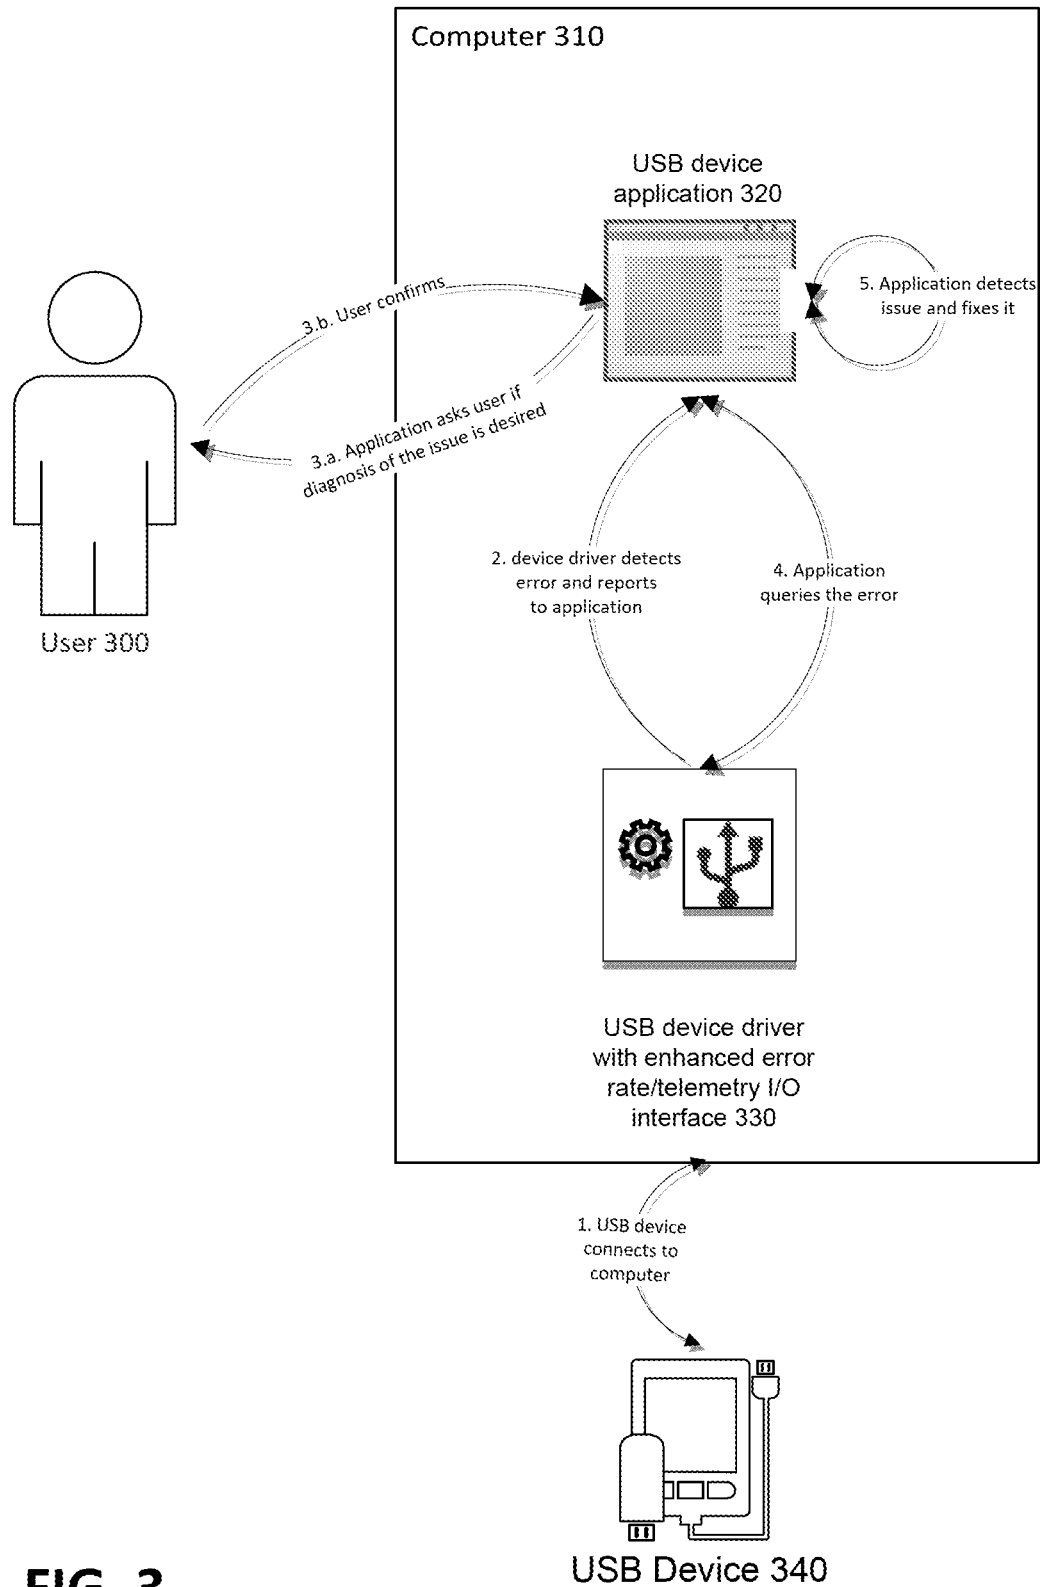 Computer 310
USB device
application 320
3.b. User confirms
5. Application detects
issue and fixes it
3.a. Application asks user if
diagnosis of the issue is desired
2. device driver detects
error and reports
to application
4. Application
queries the error
User 300
USB device driver
with enhanced error
rate/telemetry I/O
interface 330
1. USB device
connects to
computer
USB Device 340
FIG. 3